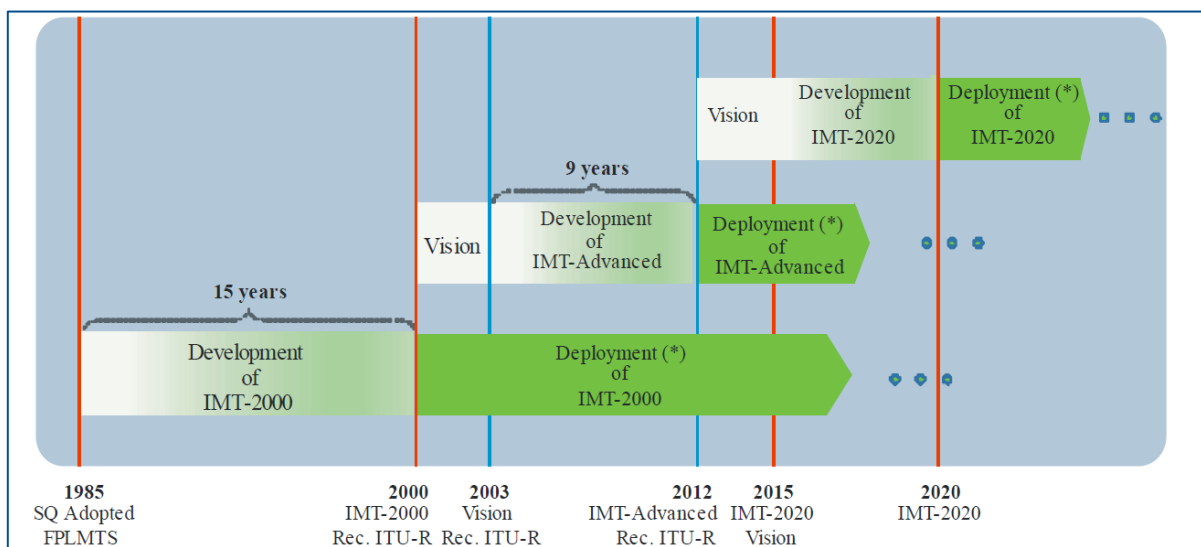 Vision
Development
of
IMT-2020
Deployment (*)
of
IMT-2020
9 years
Vision
Development
of
IMT-Advanced
Deployment (*)
of
IMT-Advanced
15 years
Development
of
IMT-2000
Deployment (*)
of
IMT-2000
1985
SQ Adopted
FPLMTS
2000
IMT-2000
Rec. ITU-R
2003
Vision
Rec. ITU-R
2012
IMT-Advanced
Rec. ITU-R
2015
IMT-2020
Vision
2020
IMT-2020